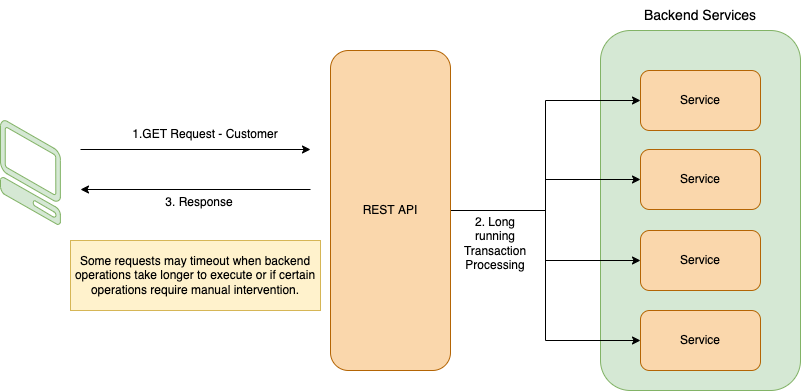 Backend Services
Service
1.GET Request - Customer
Service
3. Response
REST API
2. Long
running
Transaction
Processing
Some requests may timeout when backend
operations take longer to execute or if certain
operations require manual intervention.
Service
Service